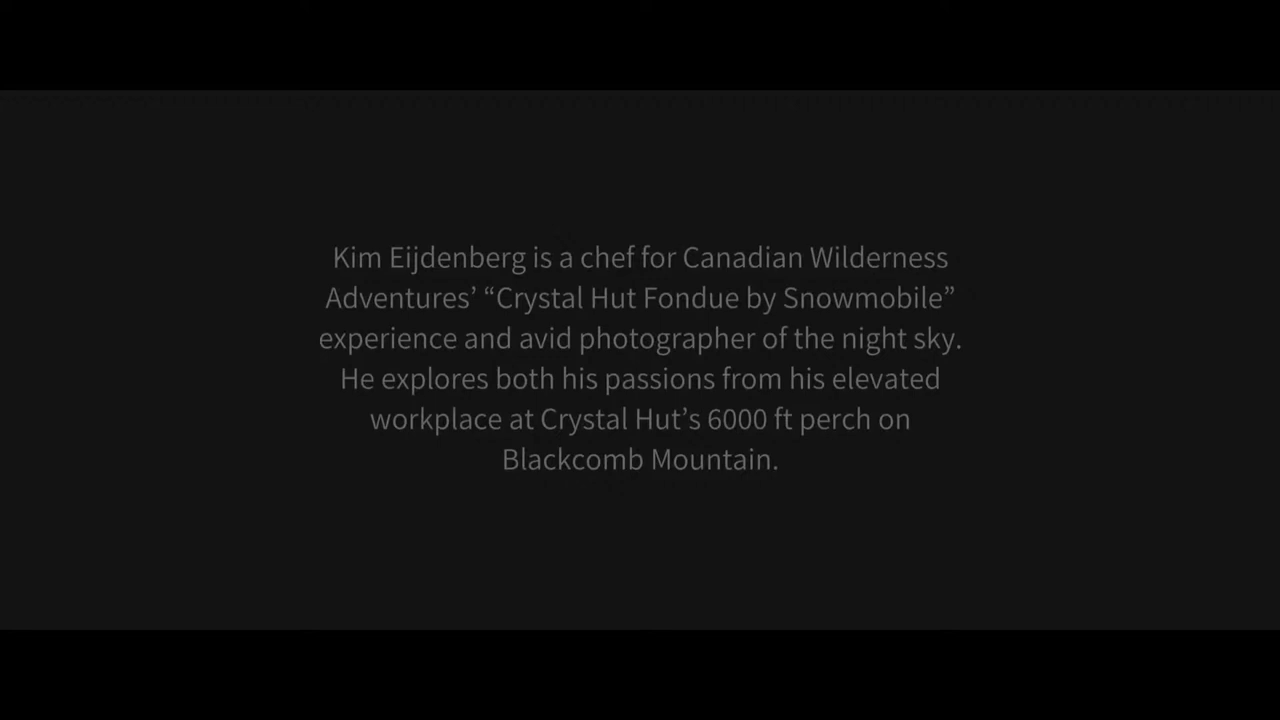 Kim Eijdenberg is a chef for Canadian Wilderness
Adventures’ “Crystal Hut Fondue by Snowmobile”
experience and avid photographer of the night sky.
He explores both his passions from his elevated
workplace at Crystal Hut’s 6000 ft perch on
Blackcomb Mountain.